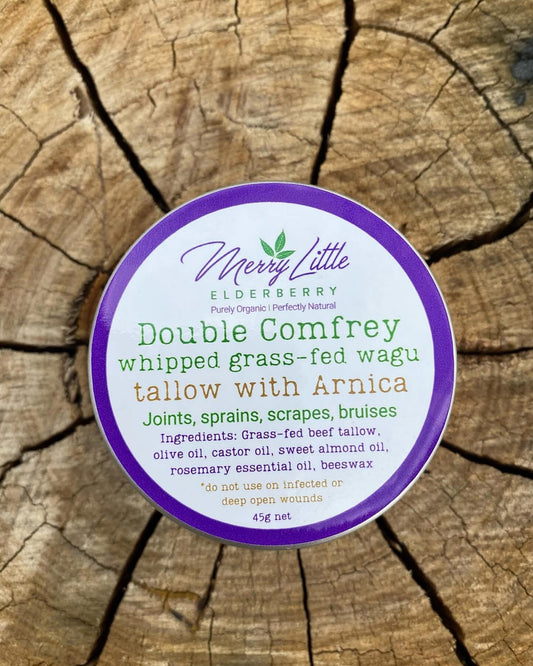 Merry Little
ELDERBERRY
Purely Organic | Perfectly Natural
Double Comfrey
whipped grass-fed wagu
tallow with Arnica
Joints, sprains, scrapes, bruises
Ingredients: Grass-fed beef tallow,
olive oil, castor oil, sweet almond oil,
rosemary essential oil, beeswax
*do not use on infected or
deep open wounds
45g net